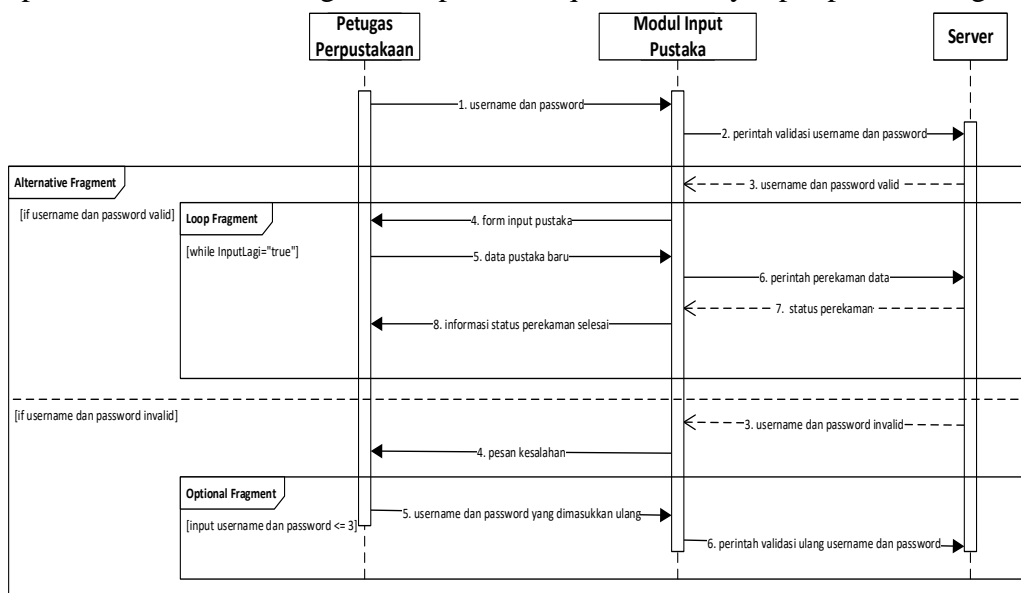 Petugas
Perpustakaan
Modul Input
Pustaka
Server
1. username dan password
2. perintah validasi username dan password
Alternative Fragment
3. username dan password valid
[if username dan password valid]
Loop Fragment
4. form input pustaka
[while InputLagi="true"]
5. data pustaka baru
6. perintah perekaman data
7. status perekaman
8. informasi status perekaman selesai
[if username dan password invalid]
3. username dan password invalid
4. pesan kesalahan
Optional Fragment
5. username dan password yang dimasukkan ulang
[input username dan password <= 3]
6. perintah validasi ulang username dan password